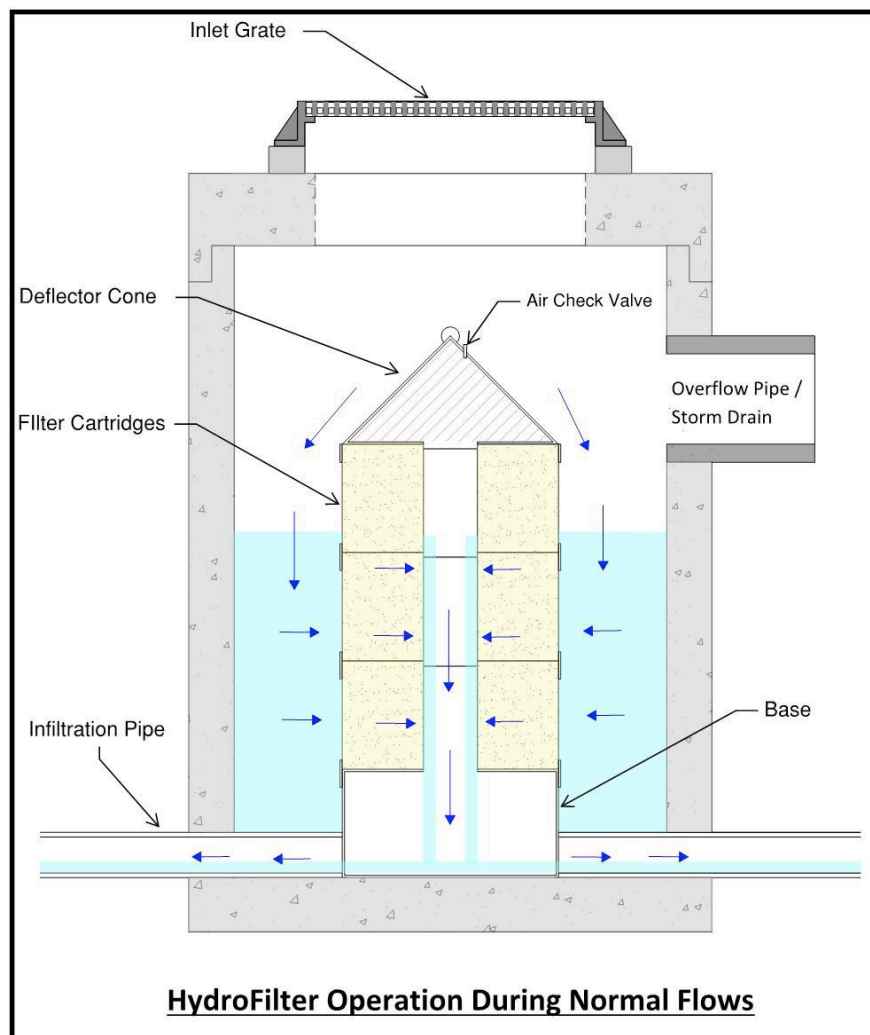 Inlet Grate
Deflector Cone
Air Check Valve
Overflow Pipe /
Storm Drain
FIlter Cartridges
Base
Infiltration Pipe
HydroFilter Operation During Normal Flows